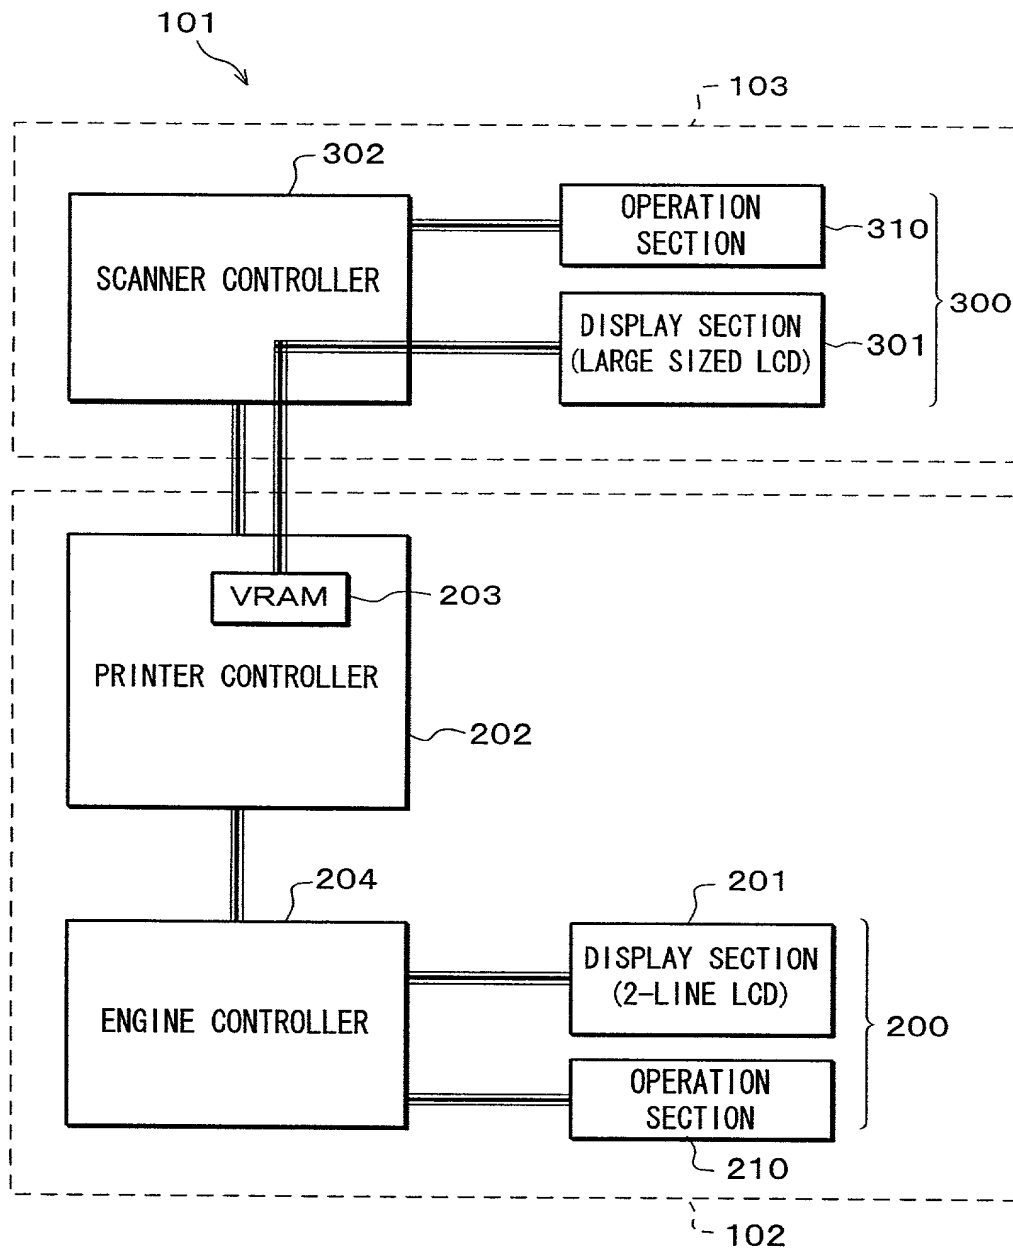 101
103
302
OPERATION
SECTION
310
SCANNER CONTROLLER
300
DISPLAY SECTION
(LARGE SIZED LCD)
301
VRAM
203
PRINTER CONTROLLER
202
204
201
DISPLAY SECTION
(2-LINE LCD)
ENGINE CONTROLLER
200
OPERATION
SECTION
210
102